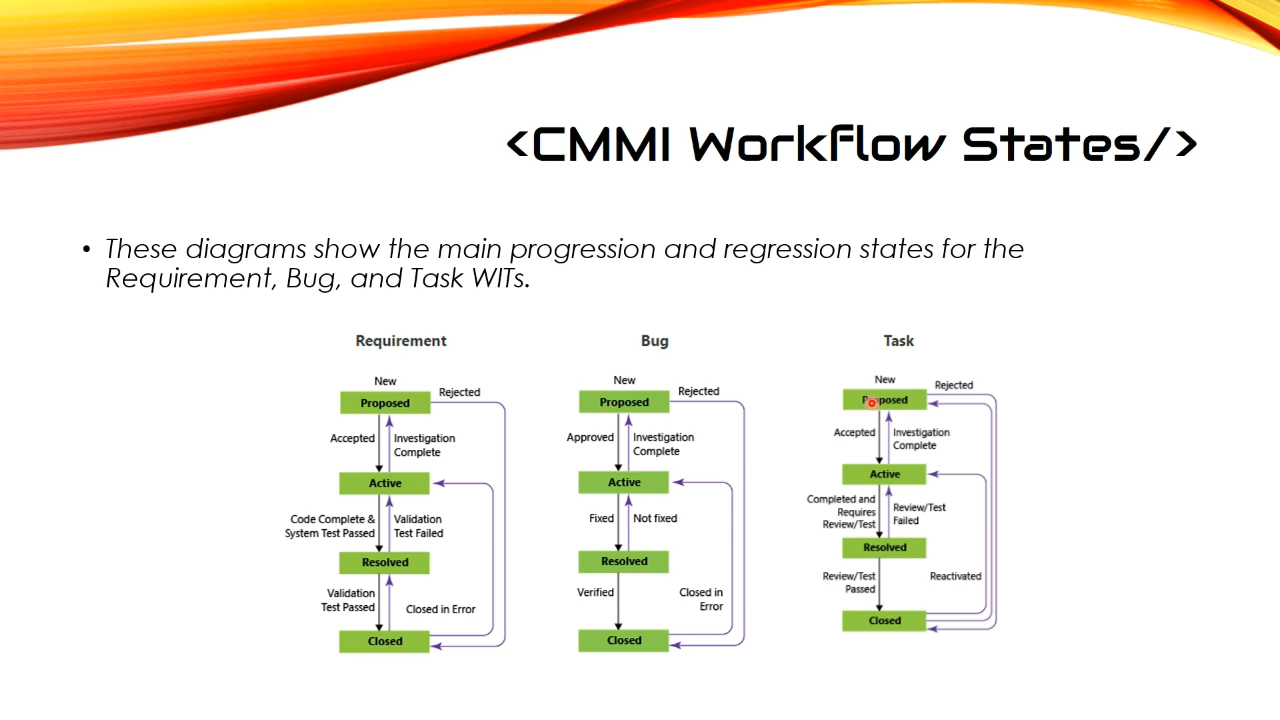 <CMMI Workflow States/>
• These diagrams show the main progression and regression states for the
Requirement, Bug, and Task WITs.
Requirement
New
Proposed
Rejected
Accepted
Investigation
Complete
Active
Code Complete &
System Test Passed
Validation
Test Failed
Resolved
Validation
Test Passed
Closed in Error
Closed
Bug
New
Proposed
Rejected
Approved
Investigation
Complete
Active
Fixed
Not fixed
Resolved
Verified
Closed in
Error
Closed
Task
New
Proposed
Rejected
Accepted
Investigation
Complete
Active
Completed and
Requires
Review/Test
Review/Test
Failed
Resolved
Review/Test
Passed
Reactivated
Closed